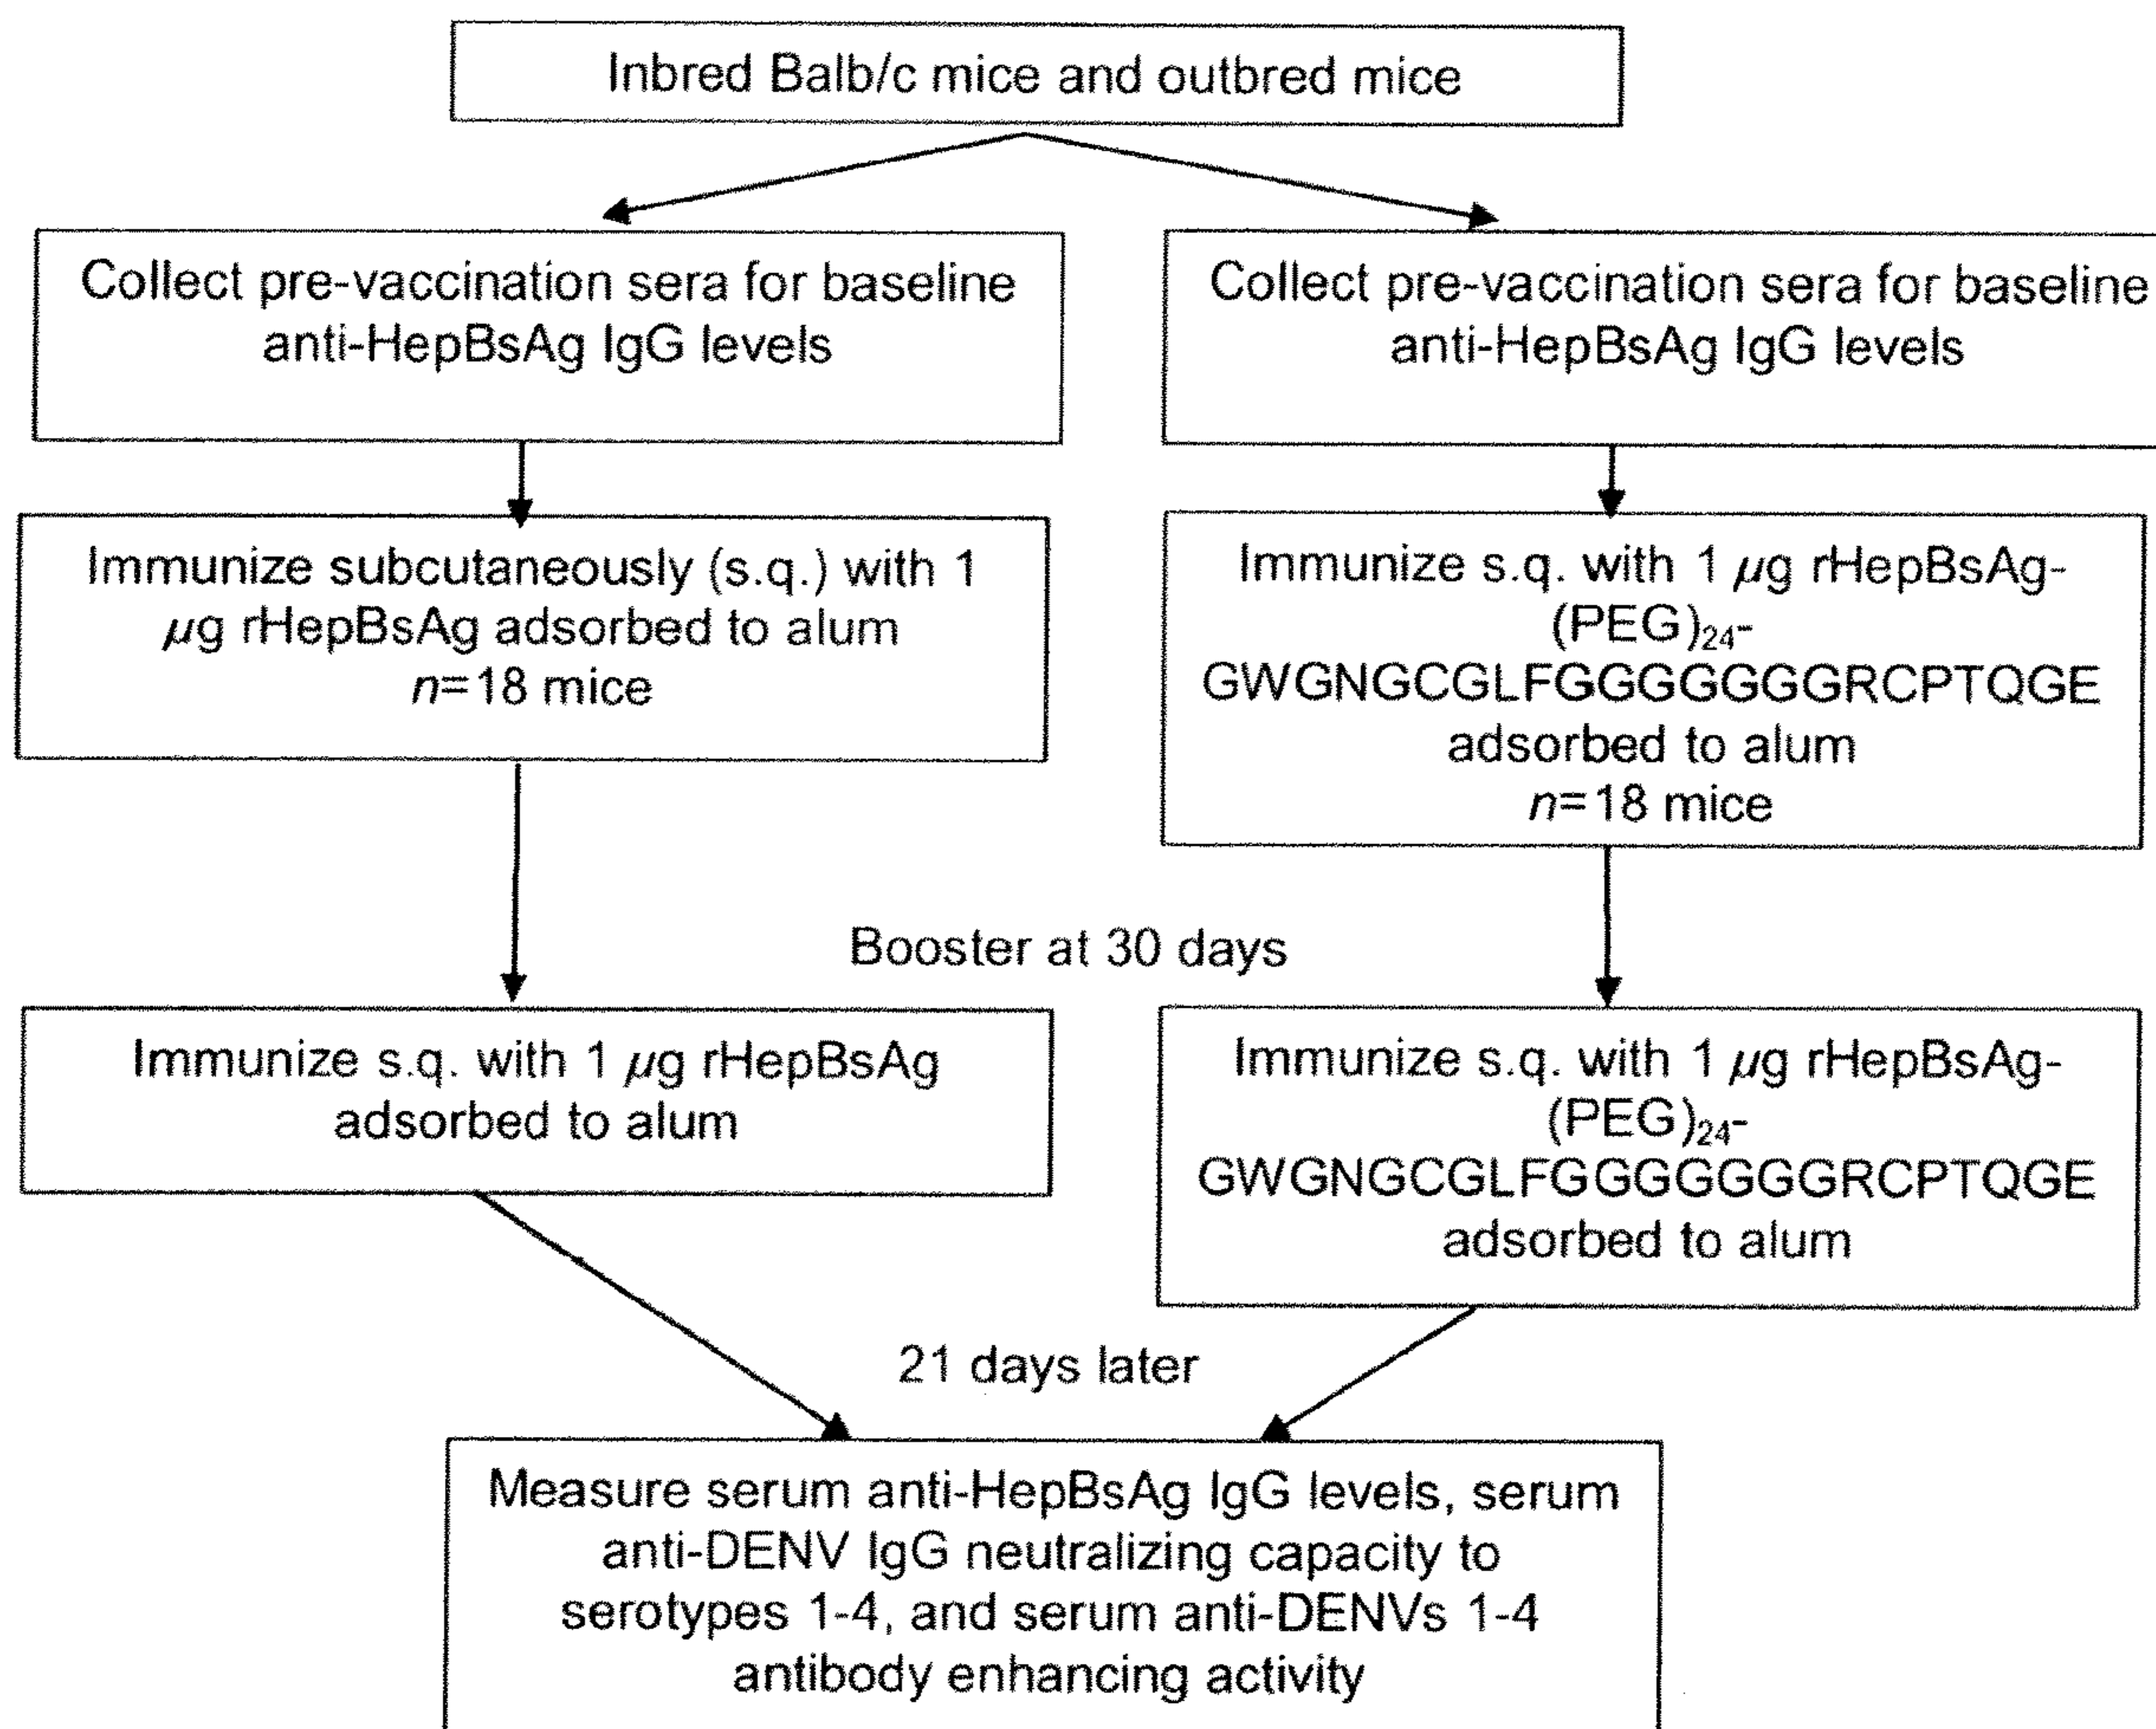 Inbred Balb/c mice and outbred mice
Collect pre-vaccination sera for baseline
anti-HepBsAg IgG levels
Collect pre-vaccination sera for baseline
anti-HepBsAg IgG levels
Immunize subcutaneously (s.q.) with 1
µg rHepBsAg adsorbed to alum
n=18 mice
Immunize s.q. with 1 µg rHepBsAg-
(PEG)₂₄-
GWGNGCGLFGGGGGGGRCPTQGE
adsorbed to alum
n=18 mice
Booster at 30 days
Immunize s.q. with 1 µg rHepBsAg
adsorbed to alum
Immunize s.q. with 1 µg rHepBsAg-
(PEG)₂₄-
GWGNGCGLFGGGGGGGRCPTQGE
adsorbed to alum
21 days later
Measure serum anti-HepBsAg IgG levels, serum
anti-DENV IgG neutralizing capacity to
serotypes 1-4, and serum anti-DENVs 1-4
antibody enhancing activity